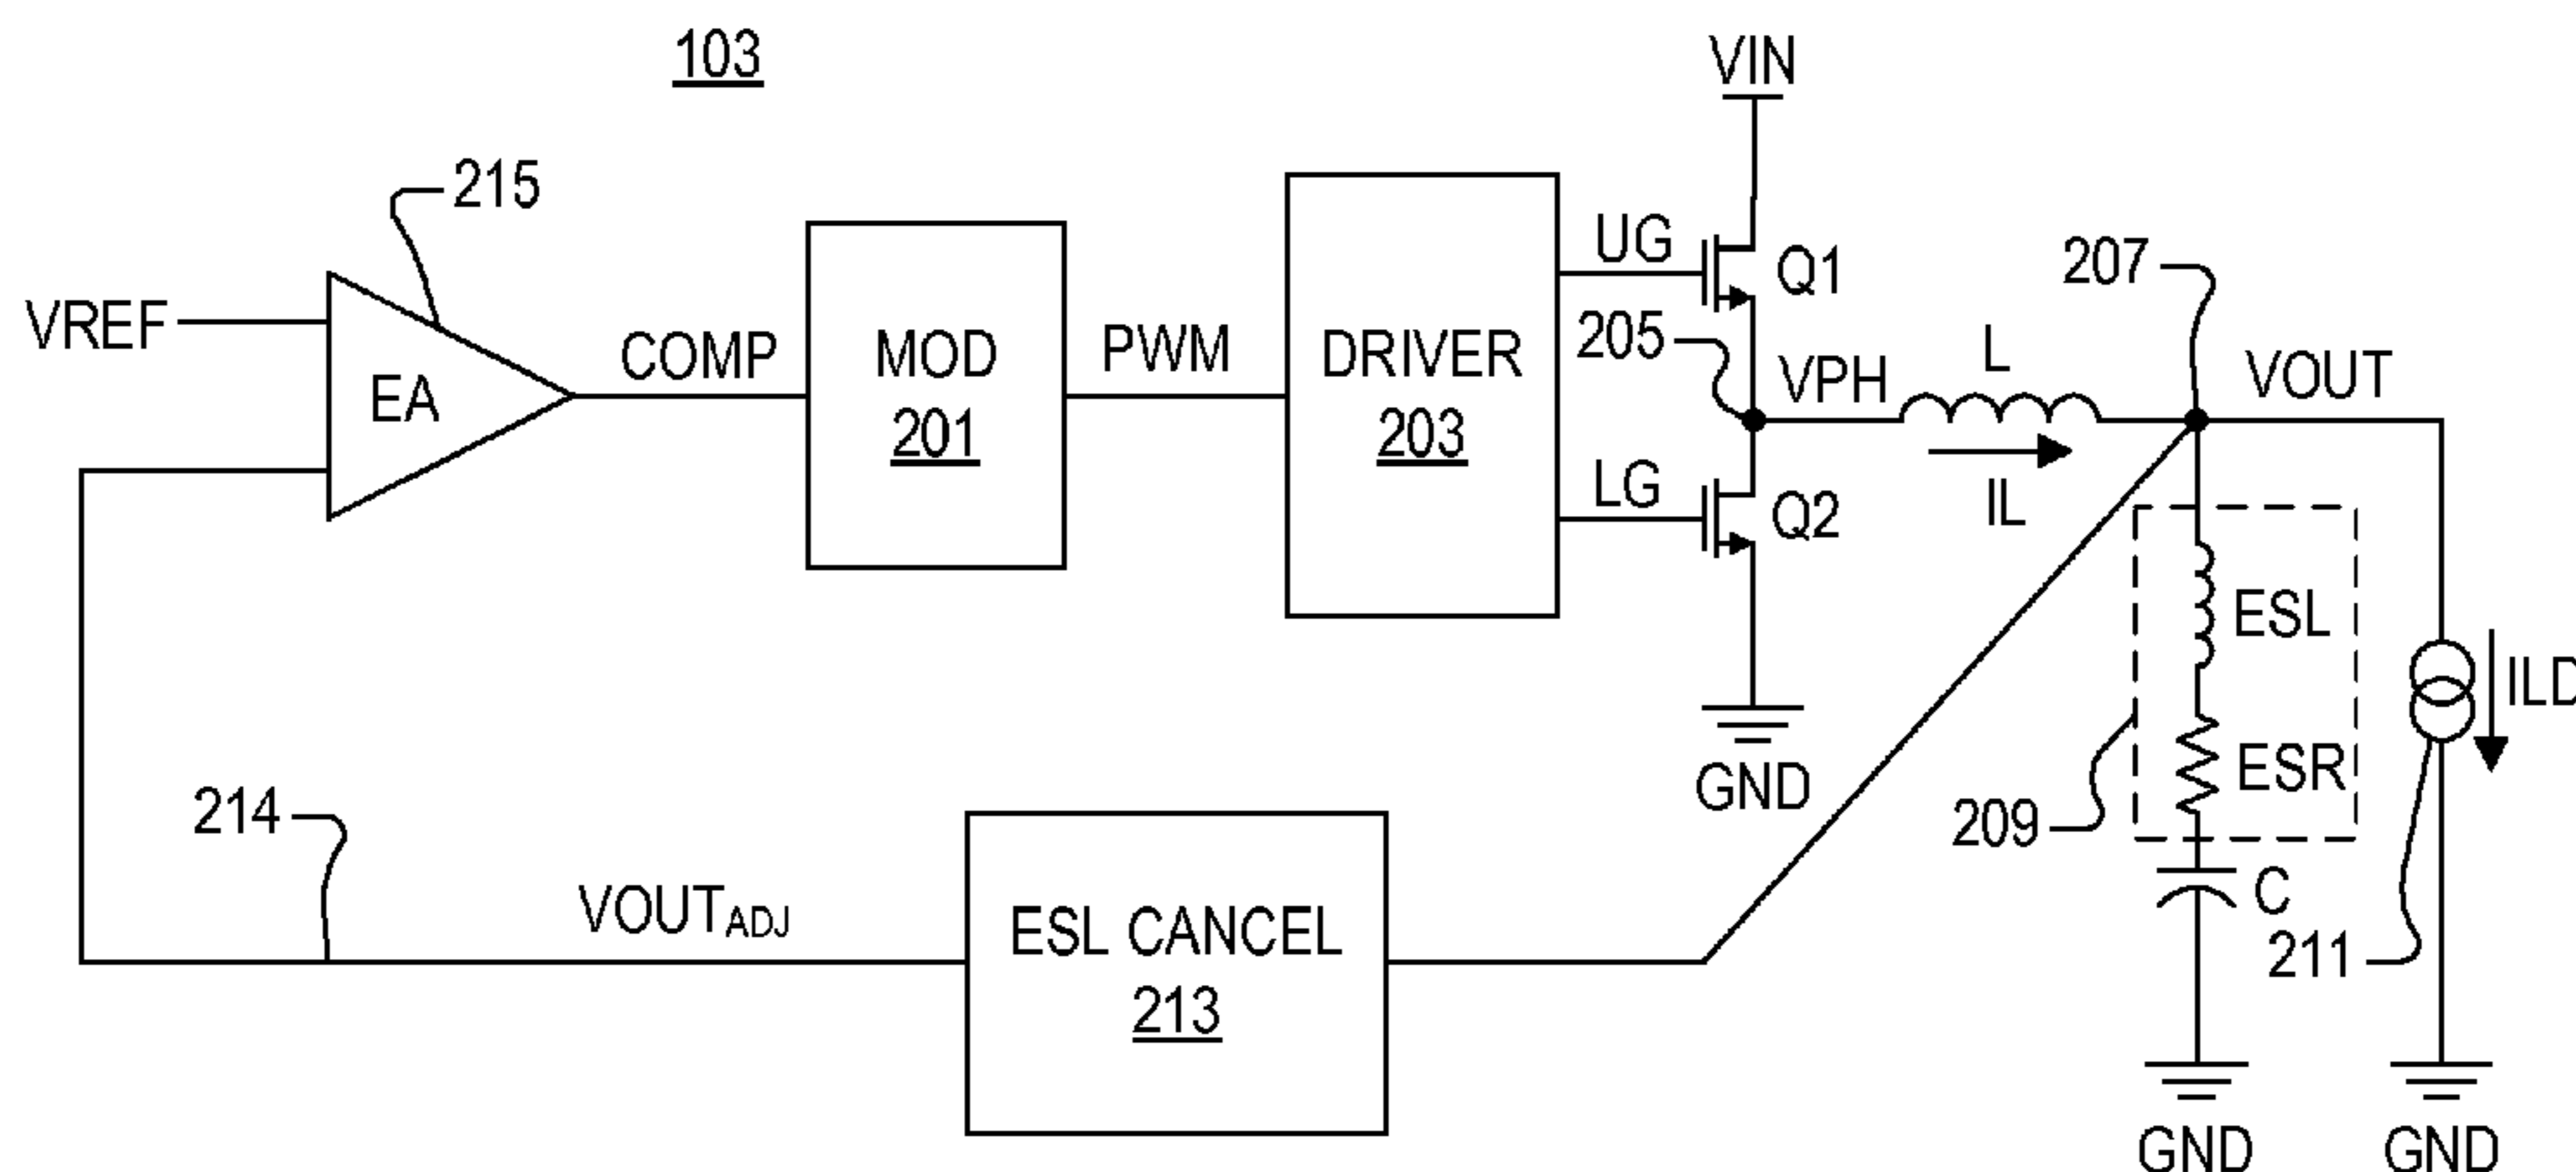 103
VIN
215
UG
Q1
207
VREF
205
L
COMP
MOD
PWM
DRIVER
VPH
VOUT
EA
201
203
LG
IL
Q2
ESL
ILD
GND
ESR
214
209
C
VOUTADJ
ESL CANCEL
211
213
GND
GND